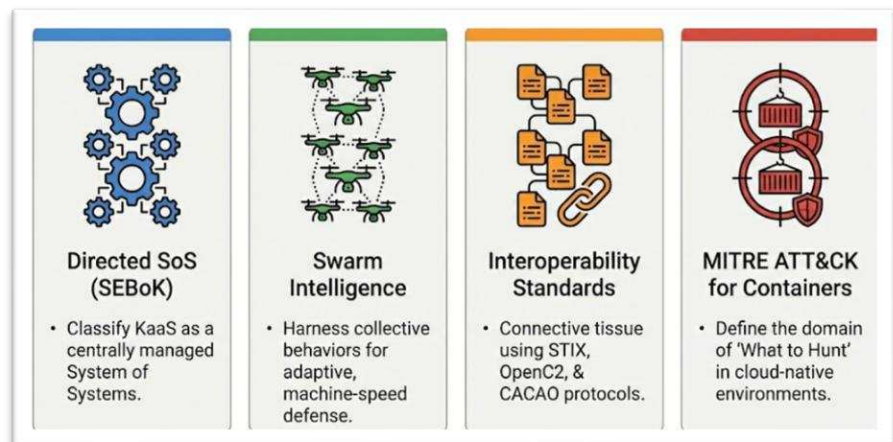 Directed SoS
(SEBoK)
• Classify KaaS as a
centrally managed
System of
Systems.
Swarm
Intelligence
• Harness collective
behaviors for
adaptive,
machine-speed
defense.
Interoperability
Standards
• Connective tissue
using STIX,
OpenC2, &
CACAO protocols.
MITRE ATT&CK
for Containers
• Define the domain
of 'What to Hunt'
in cloud-native
environments.